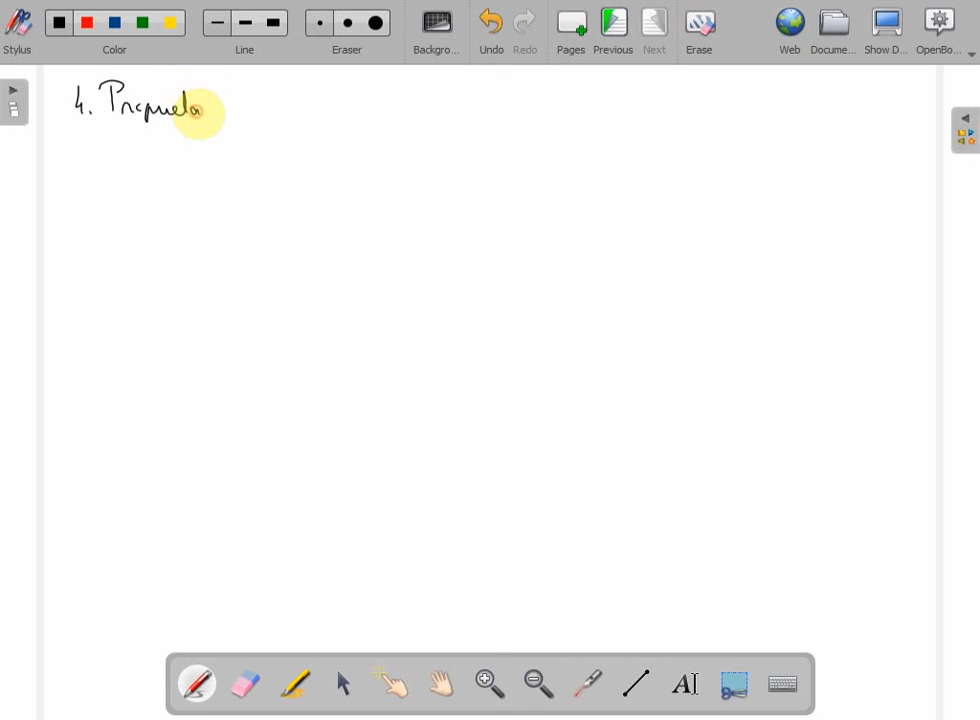 Stylus
Color
Line
Eraser
Backgro...
Undo
Redo
Pages
Previous
Next
Erase
Web
Docume...
Show D...
OpenBo...
4.
A